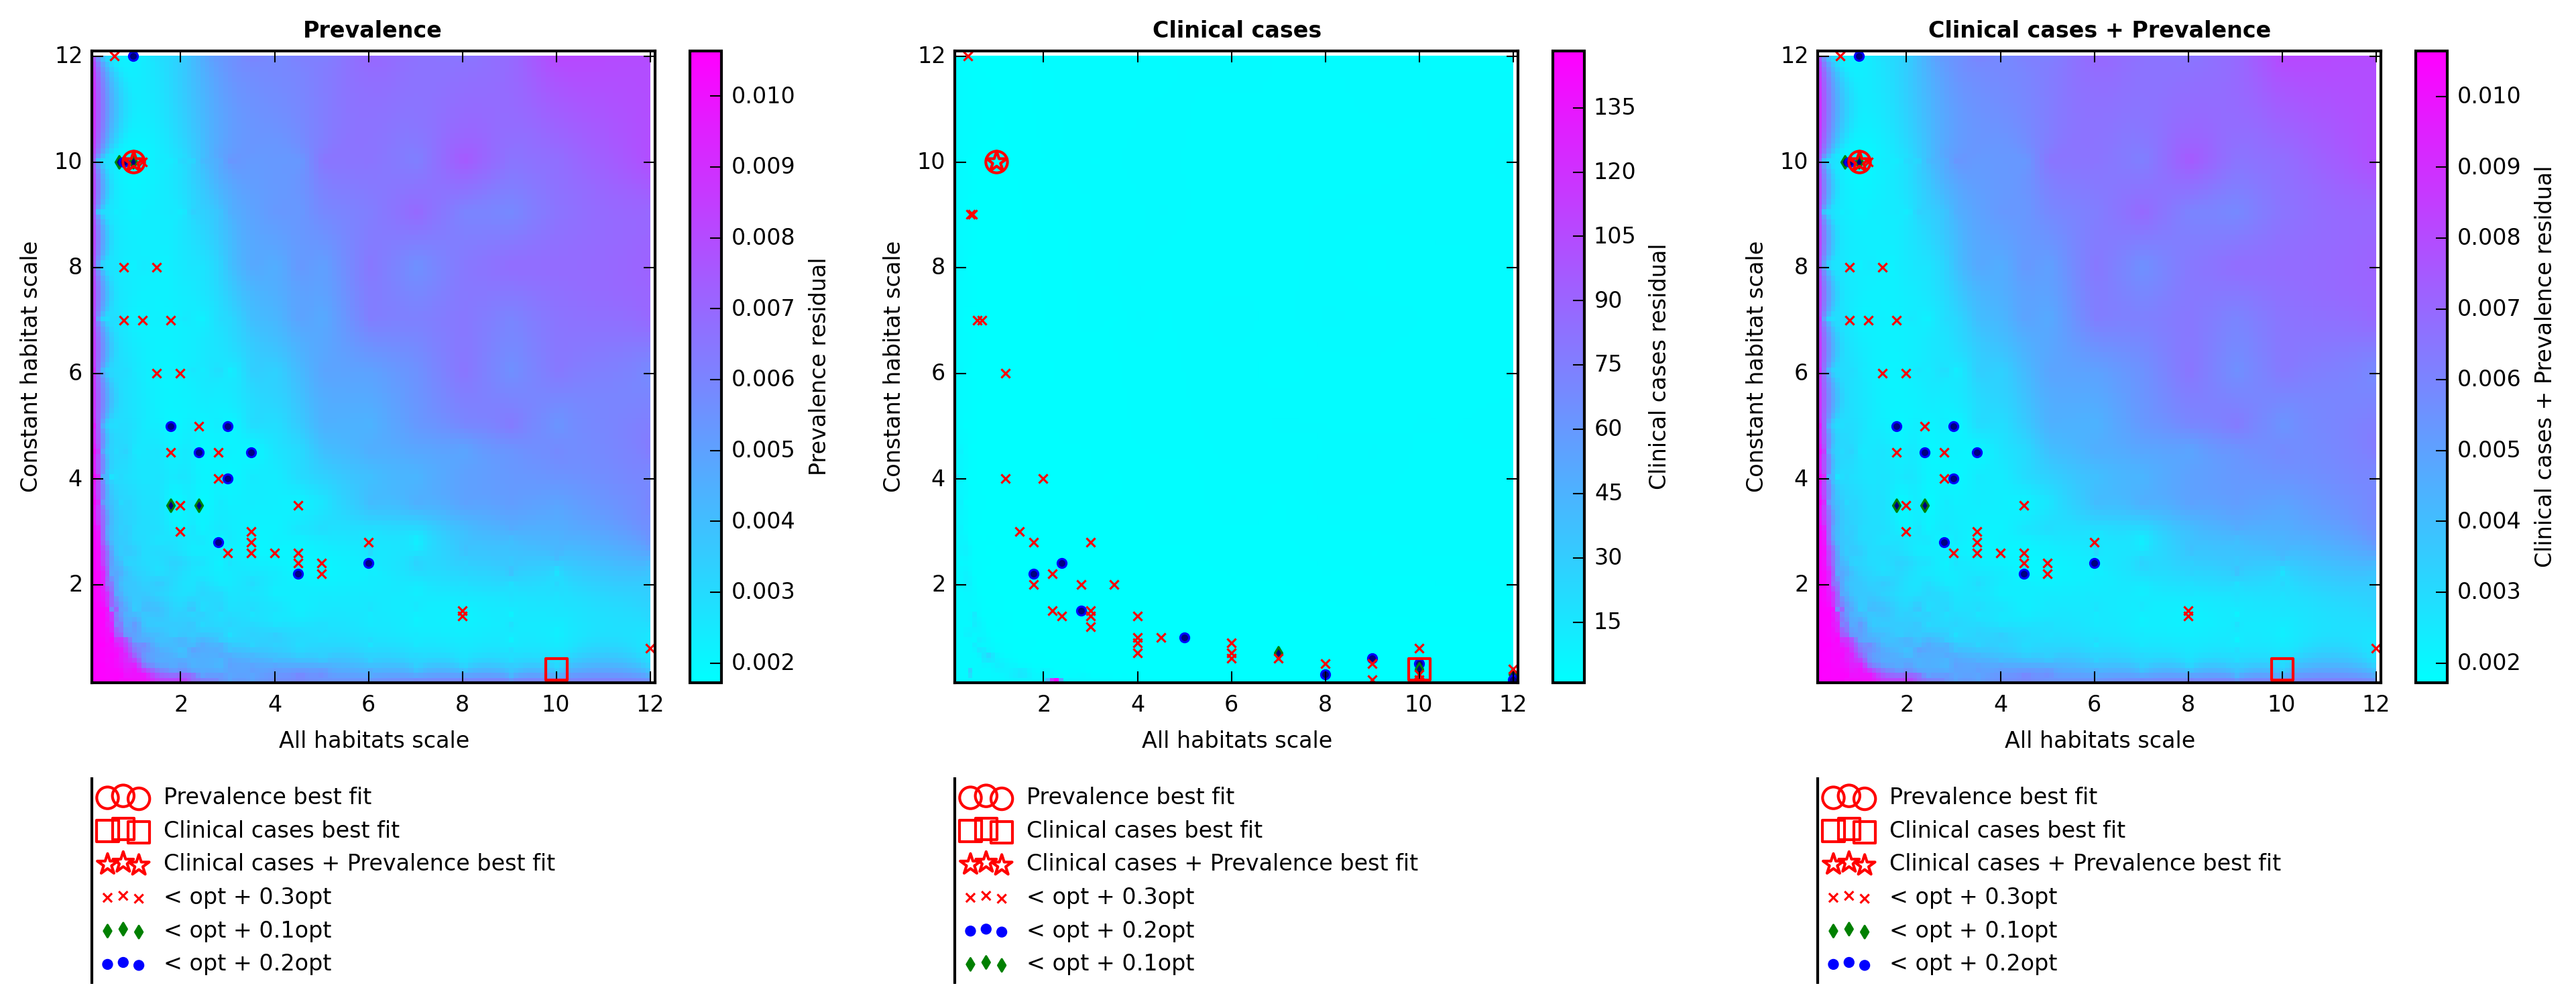 Prevalence
12
10
8
6
4
2
Constant habitat scale
2 4 6 8 10 12
All habitats scale
0.010
0.009
0.008
0.007
0.006
0.005
0.004
0.003
0.002
Prevalence residual
Prevalence best fit
Clinical cases best fit
Clinical cases + Prevalence best fit
< opt + 0.3opt
< opt + 0.1opt
< opt + 0.2opt
Clinical cases
12
10
8
6
4
2
Constant habitat scale
2 4 6 8 10 12
All habitats scale
135
120
105
90
75
60
45
30
15
Clinical cases residual
Prevalence best fit
Clinical cases best fit
Clinical cases + Prevalence best fit
< opt + 0.3opt
< opt + 0.2opt
< opt + 0.1opt
Clinical cases + Prevalence
12
10
8
6
4
2
Constant habitat scale
2 4 6 8 10 12
All habitats scale
0.010
0.009
0.008
0.007
0.006
0.005
0.004
0.003
0.002
Clinical cases + Prevalence residual
Prevalence best fit
Clinical cases best fit
Clinical cases + Prevalence best fit
< opt + 0.3opt
< opt + 0.1opt
< opt + 0.2opt